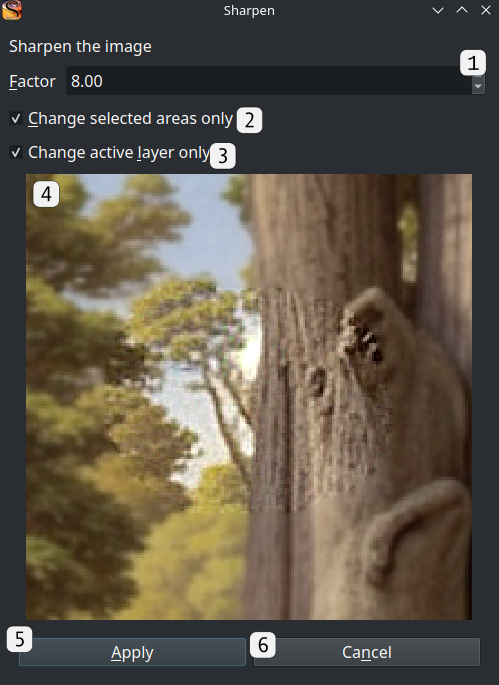 Sharpen
Sharpen the image
1
Factor 8.00
Change selected areas only 2
Change active layer only 3
4
5 6
Apply Cancel